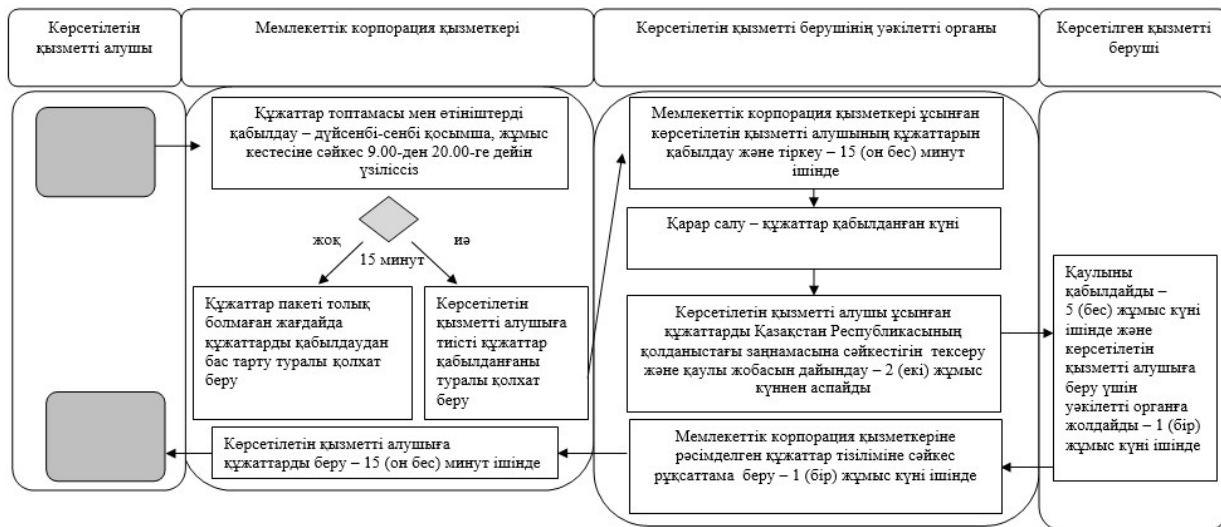 Көрсетілетін
қызметті алушы
Мемлекеттік корпорация қызметкері
Көрсетілетін қызметті берушінің уәкілетті органы
Көрсетілген қызметті
беруші
Құжаттар топтамасы мен өтініштерді
қабылдау – дүйсенбі-сенбі қосымша, жұмыс
кестесіне сәйкес 9.00-ден 20.00-ге дейін
үзіліссіз
жоқ
иә
15 минут
Құжаттар пакеті толық
болмаған жағдайда
құжаттарды қабылдаудан
бас тарту туралы қолхат
беру
Көрсетілетін
қызметті алушыға
тиісті құжаттар
қабылданғаны
туралы қолхат
беру
Көрсетілетін қызметті алушыға
құжаттарды беру – 15 (он бес) минут ішінде
Мемлекеттік корпорация қызметкері ұсынған
көрсетілетін қызметті алушының құжаттарын
қабылдау және тіркеу – 15 (он бес) минут
ішінде
Қарар салу – құжаттар қабылданған күні
Көрсетілетін қызметті алушы ұсынған
құжаттарды Қазақстан Республикасының
қолданыстағы заңнамасына сәйкестігін тексеру
және қаулы жобасын дайындау – 2 (екі) жұмыс
күннен аспайды
Мемлекеттік корпорация қызметкеріне
рәсімделген құжаттар тізіліміне сәйкес
рұқсаттама беру – 1 (бір) жұмыс күні ішінде
Қаулыны
қабылдайды –
5 (бес) жұмыс күні
ішінде және
көрсетілетін
қызметті алушыға
беру үшін
уәкілетті органға
жолдайды – 1 (бір)
жұмыс күні ішінде